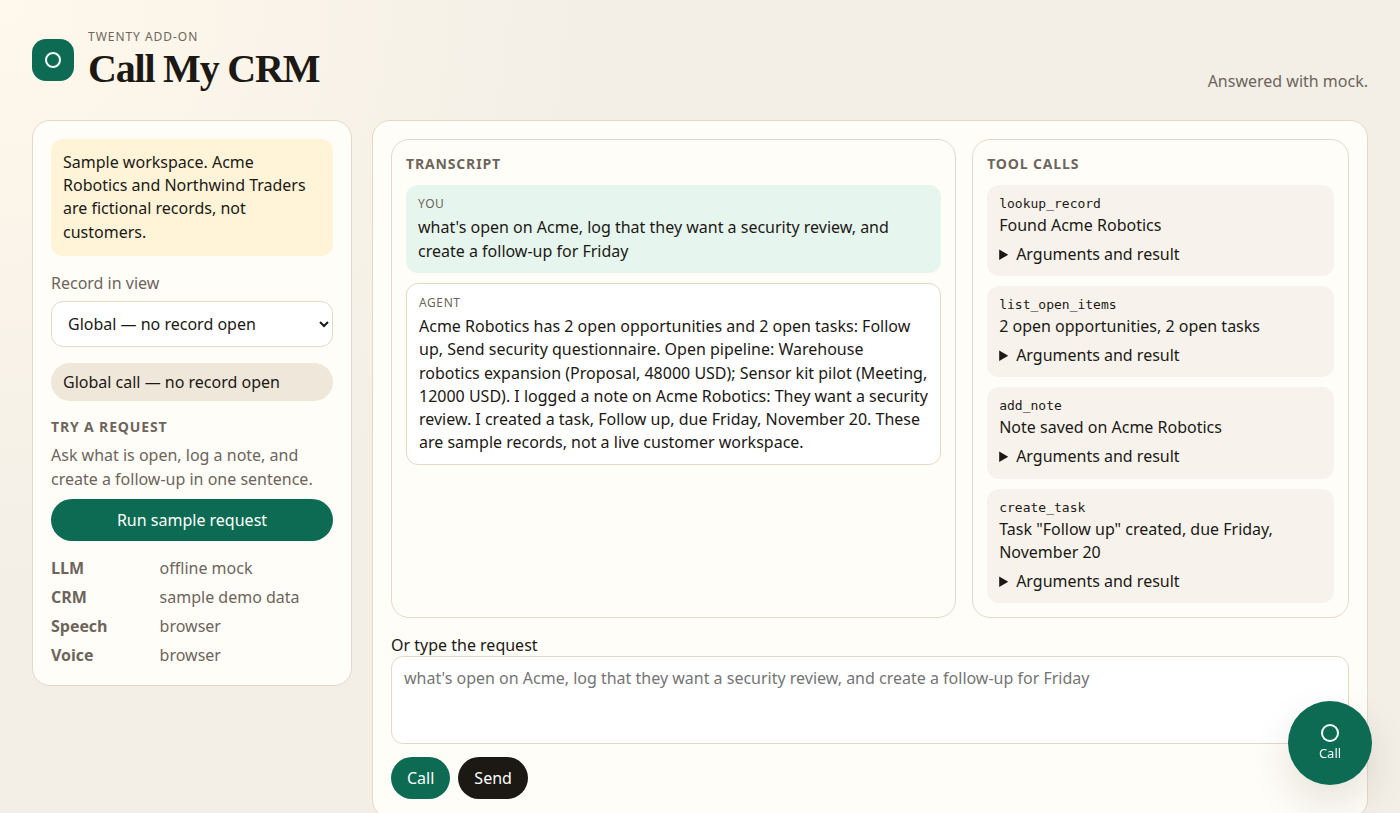 TWENTY ADD-ON
Call My CRM
Answered with mock.
Sample workspace. Acme
Robotics and Northwind Traders
are fictional records, not
customers.
Record in view
Global — no record open
Global call — no record open
TRY A REQUEST
Ask what is open, log a note, and
create a follow-up in one sentence.
Run sample request
LLM offline mock
CRM sample demo data
Speech browser
Voice browser
TRANSCRIPT
YOU
what's open on Acme, log that they want a security review, and
create a follow-up for Friday
AGENT
Acme Robotics has 2 open opportunities and 2 open tasks: Follow
up, Send security questionnaire. Open pipeline: Warehouse
robotics expansion (Proposal, 48000 USD); Sensor kit pilot (Meeting,
12000 USD). I logged a note on Acme Robotics: They want a security
review. I created a task, Follow up, due Friday, November 20. These
are sample records, not a live customer workspace.
TOOL CALLS
lookup_record
Found Acme Robotics
Arguments and result
list_open_items
2 open opportunities, 2 open tasks
Arguments and result
add_note
Note saved on Acme Robotics
Arguments and result
create_task
Task "Follow up" created, due Friday,
November 20
Arguments and result
Or type the request
what's open on Acme, log that they want a security review, and create a follow-up for Friday
Call
Send
Call